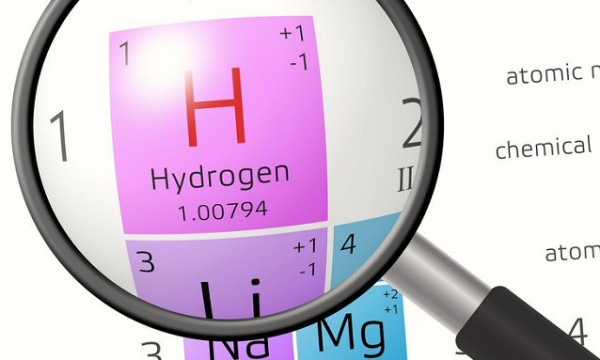 1 +1
-1
H
Hydrogen
1.00794
1
2
II
3 +1
-1
Li
4
3
Na
Mg
+2
+1
atomic
chemical
4